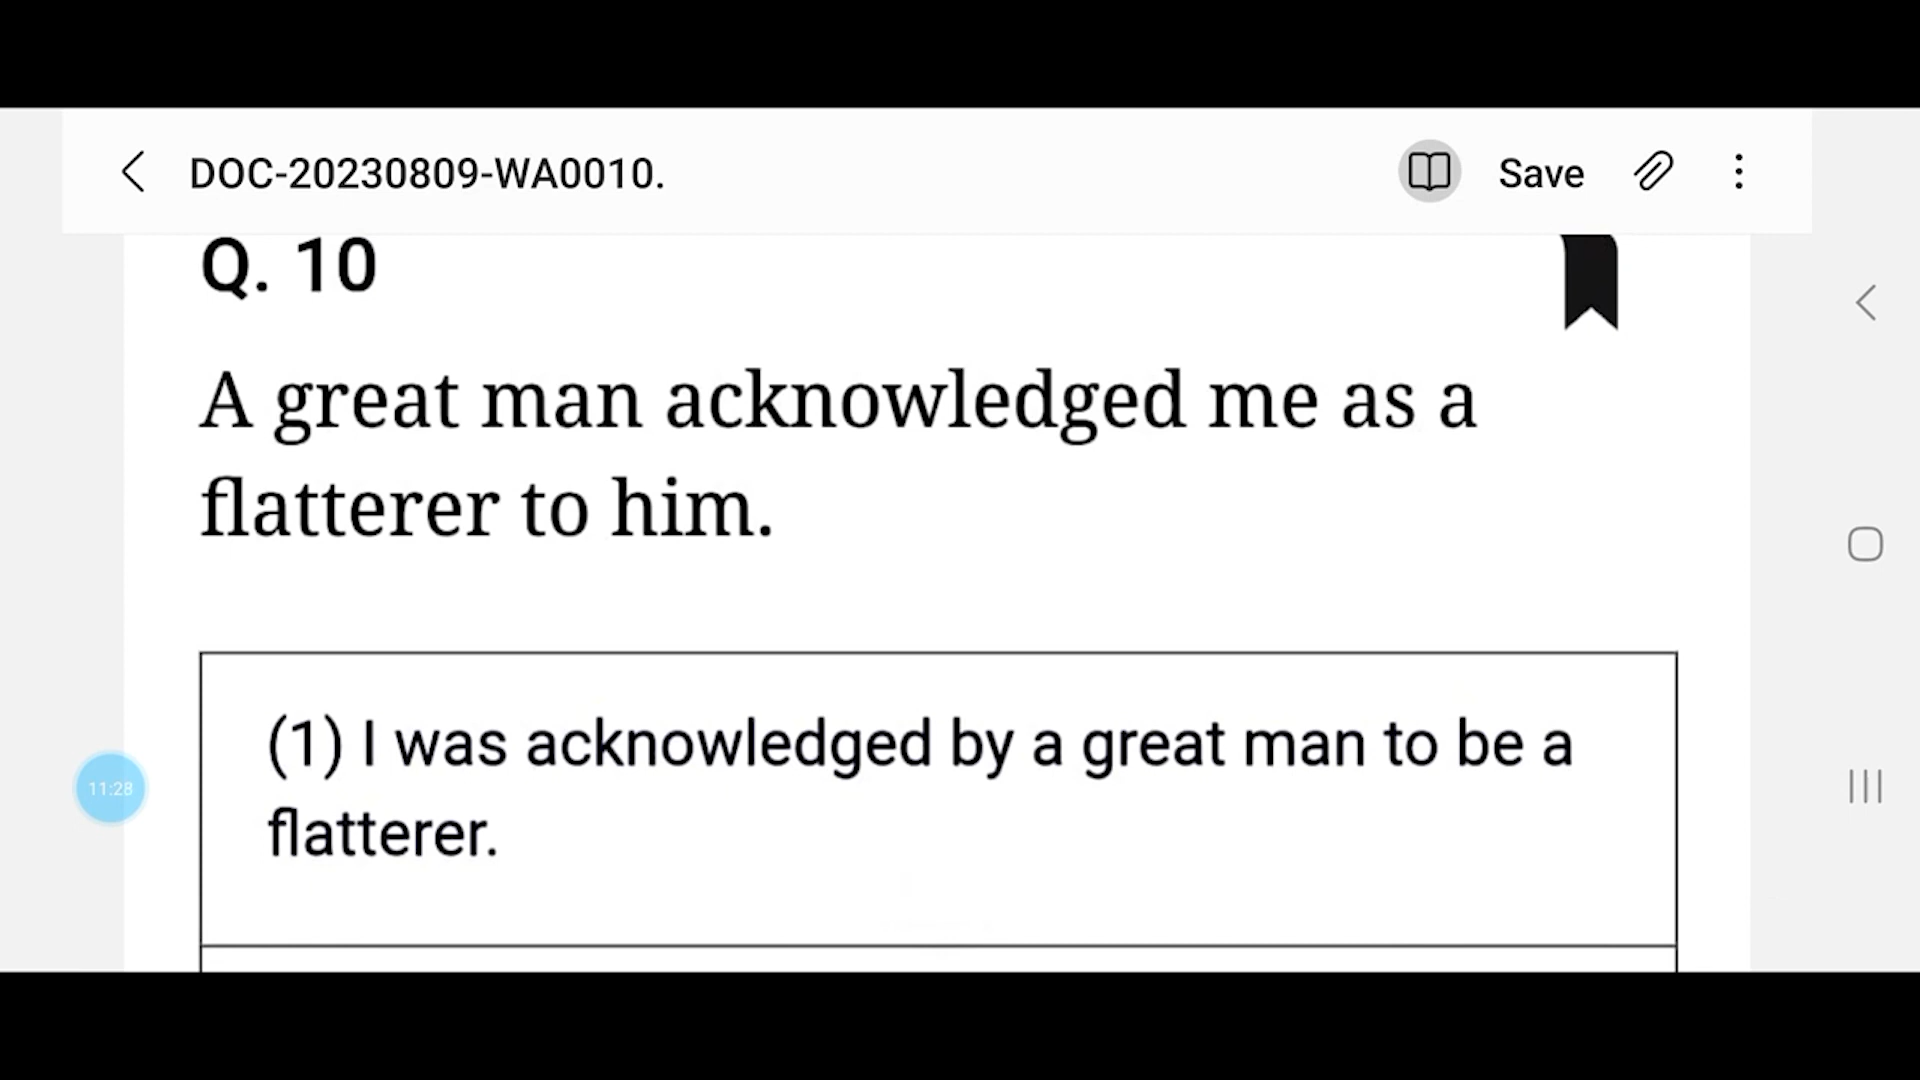 DOC-20230809-WA0010.
Save
Q. 10
A great man acknowledged me as a
flatterer to him.
(1) I was acknowledged by a great man to be a
flatterer.
11:28